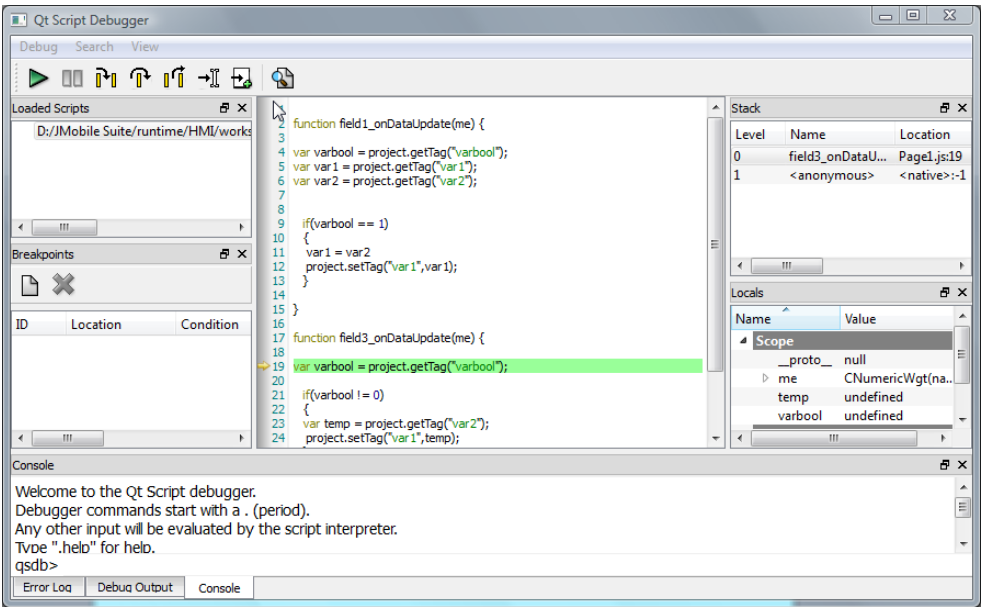 Qt Script Debugger
Debug Search View
Loaded Scripts
D:/JMobile Suite/runtime/HMI/works
Breakpoints
ID Location Condition
1
2 function field1_onDataUpdate(me) {
3
4 var varbool = project.getTag("varbool");
5 var var1 = project.getTag("var1");
6 var var2 = project.getTag("var2");
7
8
9 if(varbool == 1)
10 {
11 var1 = var2
12 project.setTag("var1",var1);
13 }
14
15 }
16
17 function field3_onDataUpdate(me) {
18
19 var varbool = project.getTag("varbool");
20
21 if(varbool != 0)
22 {
23 var temp = project.getTag("var2");
24 project.setTag("var1",temp);
Stack
Level Name Location
0 field3_onDataU... Page1.js:19
1 <anonymous> <native>:-1
Locals
Name Value
Scope
__proto__ null
me CNumericWgt(na...
temp undefined
varbool undefined
Console
Welcome to the Qt Script debugger.
Debugger commands start with a . (period).
Any other input will be evaluated by the script interpreter.
Type ".help" for help.
qsdb>
Error Log Debug Output Console